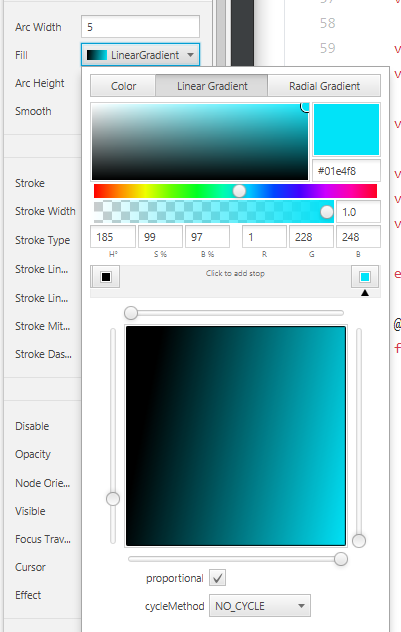 57
Arc Width 5
58
Fill LinearGradient
59
v
Arc Height
v
Color Linear Gradient Radial Gradient
Smooth
v
#01e4f8
Stroke
v
Stroke Width
1.0
v
Stroke Type
185 99 97 1 228 248
v
H° S % B % R G B
Stroke Lin...
Click to add stop
e
Stroke Lin...
Stroke Mit...
@
Stroke Das...
f
Disable
Opacity
Node Orie...
Visible
Focus Trav...
Cursor
proportional
Effect
cycleMethod NO_CYCLE